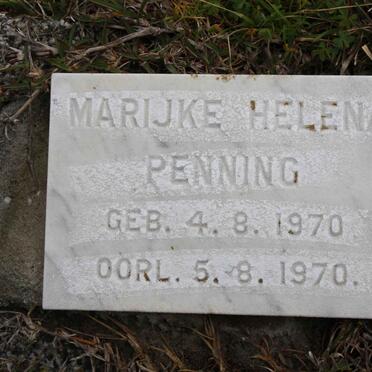 MARIJKE HELENA
PENNING
GEB. 4. 8. 1970
OORL. 5. 8. 1970.